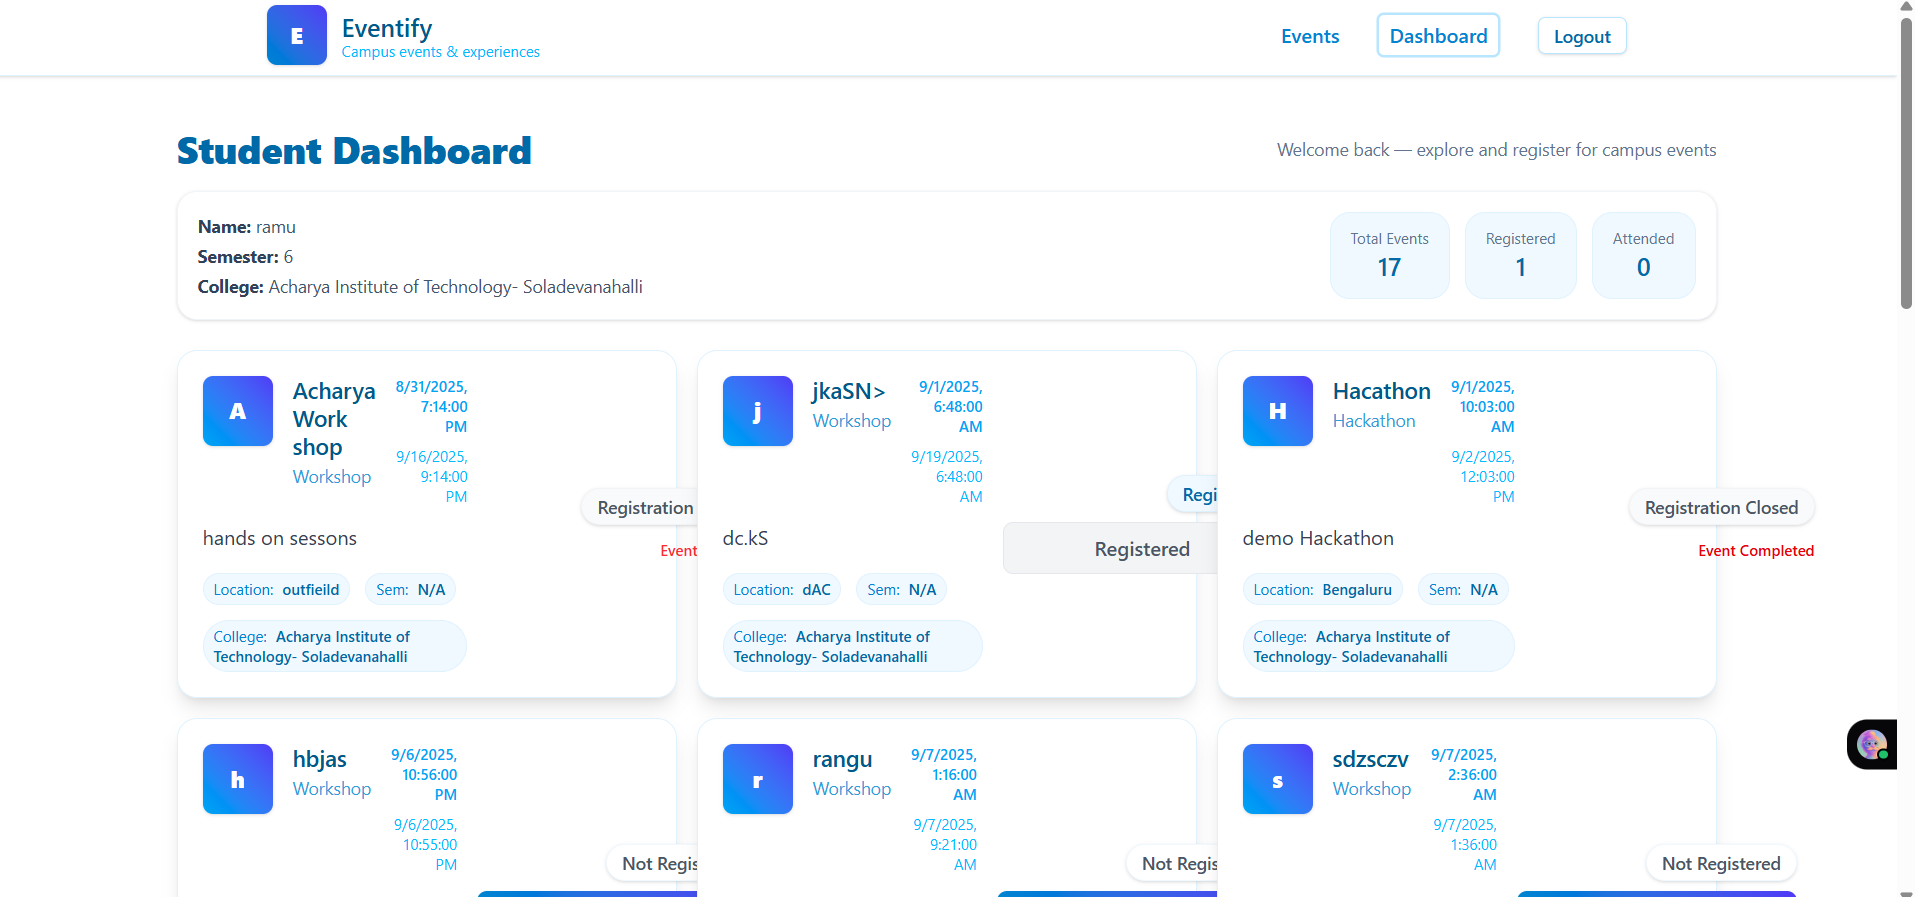 E
Eventify
Campus events & experiences
Events
Dashboard
Logout
Student Dashboard
Welcome back — explore and register for campus events
Name: ramu
Semester: 6
College: Acharya Institute of Technology- Soladevanahalli
Total Events
17
Registered
1
Attended
0
A
Acharya
Work
shop
Workshop
8/31/2025,
7:14:00
PM
9/16/2025,
9:14:00
PM
Registration
Event
hands on sessons
Location: outfieild
Sem: N/A
College: Acharya Institute of
Technology- Soladevanahalli
j
jkaSN>
Workshop
9/1/2025,
6:48:00
AM
9/19/2025,
6:48:00
AM
Regi
Registered
dc.kS
Location: dAC
Sem: N/A
College: Acharya Institute of
Technology- Soladevanahalli
H
Hacathon
Hackathon
9/1/2025,
10:03:00
AM
9/2/2025,
12:03:00
PM
Registration Closed
Event Completed
demo Hackathon
Location: Bengaluru
Sem: N/A
College: Acharya Institute of
Technology- Soladevanahalli
h
hbjas
Workshop
9/6/2025,
10:56:00
PM
9/6/2025,
10:55:00
PM
Not Regis
r
rangu
Workshop
9/7/2025,
1:16:00
AM
9/7/2025,
9:21:00
AM
Not Regis
s
sdzsczv
Workshop
9/7/2025,
2:36:00
AM
9/7/2025,
1:36:00
AM
Not Registered